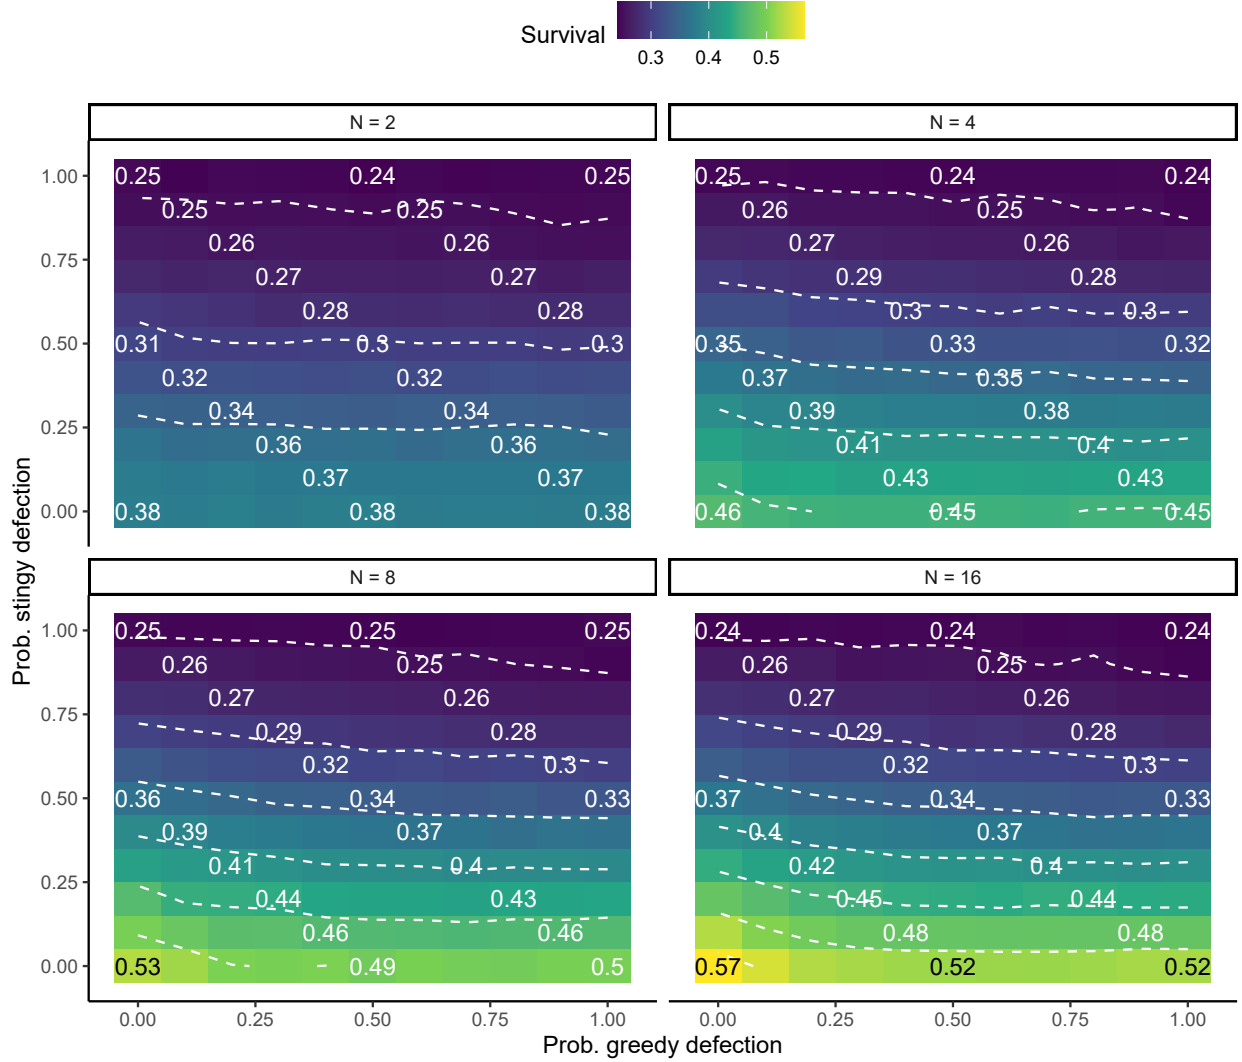 Survival
0.3 0.4 0.5
N = 2
1.00 0.25 0.24 0.25
0.25 0.25
0.26 0.26
0.75
0.27 0.27
0.28 0.28
0.50 0.31 0.3 0.3
0.32 0.32
0.34 0.34
0.25
0.36 0.36
0.37 0.37
0.00 0.38 0.38 0.38
N = 4
0.25 0.24 0.24
0.26 0.25
0.27 0.26
0.29 0.28
0.3 0.3
0.35 0.33 0.32
0.37 0.35
0.39 0.38
0.41 0.4
0.43 0.43
0.46 0.45 0.45
Prob. stingy defection
N = 8
1.00 0.25 0.25 0.25
0.26 0.25
0.27 0.26
0.75
0.29 0.28
0.32 0.3
0.50 0.36 0.34 0.33
0.39 0.37
0.41 0.4
0.25
0.44 0.43
0.46 0.46
0.00 0.53 0.49 0.5
0.00 0.25 0.50 0.75 1.00
N = 16
0.24 0.24 0.24
0.26 0.25
0.27 0.26
0.29 0.28
0.32 0.3
0.37 0.34 0.33
0.4 0.37
0.42 0.4
0.45 0.44
0.48 0.48
0.57 0.52 0.52
0.00 0.25 0.50 0.75 1.00
Prob. greedy defection